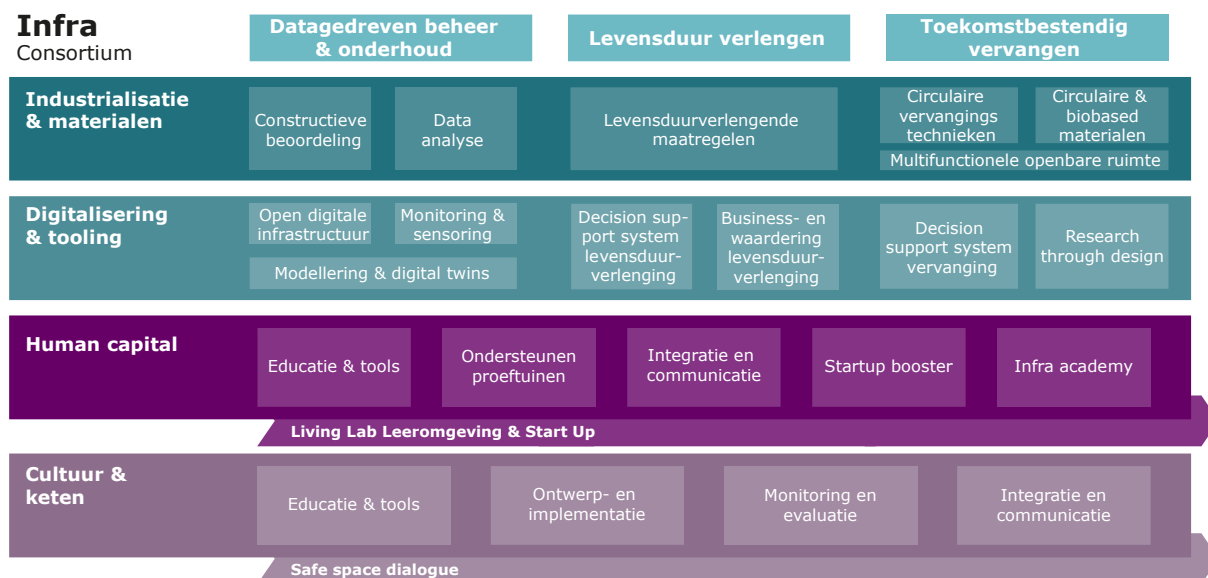 Infra
Consortium
Datagedreven beheer
& onderhoud
Levensduur verlengen
Toekomstbestendig
vervangen
Industrialisatie
& materialen
Constructieve
beoordeling
Data
analyse
Levensduurverlengende
maatregelen
Circulaire
vervangings
technieken
Circulaire &
biobased
materialen
Multifunctionele openbare ruimte
Digitalisering
& tooling
Open digitale
infrastructuur
Monitoring &
sensoring
Modellering & digital twins
Decision sup-
port system
levensduur-
verlenging
Business- en
waardering
levensduur-
verlenging
Decision
support system
vervanging
Research
through design
Human capital
Educatie & tools
Ondersteunen
proeftuinen
Integratie en
communicatie
Startup booster
Infra academy
Living Lab Leeromgeving & Start Up
Cultuur &
keten
Educatie & tools
Ontwerp- en
implementatie
Monitoring en
evaluatie
Integratie en
communicatie
Safe space dialogue